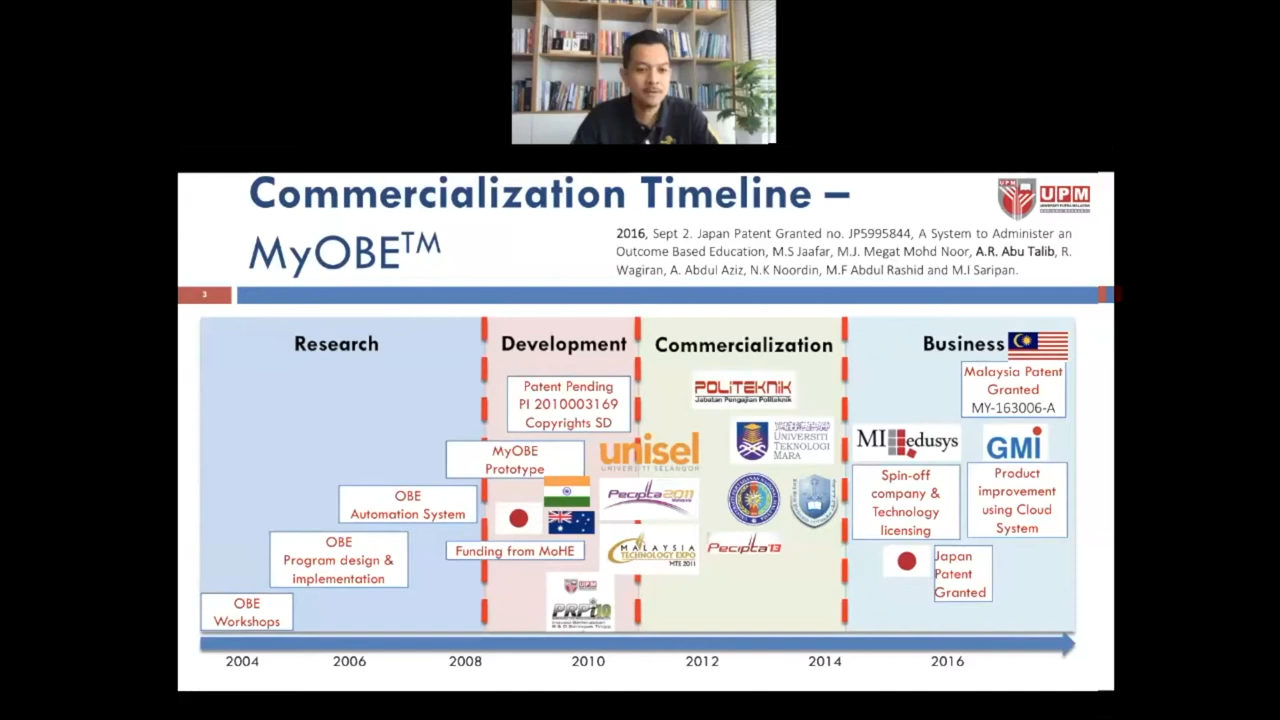 Commercialization Timeline –
MyOBE™
UPM
UPM
2016, Sept 2. Japan Patent Granted no. JP5995844, A System to Administer an
Outcome Based Education, M.S Jaafar, M.J. Megat Mohd Noor, A.R. Abu Talib, R.
Wagiran, A. Abdul Aziz, N.K Noordin, M.F Abdul Rashid and M.I Saripan.
3
Research
Development
Commercialization
Business
OBE
Workshops
OBE
Program design &
implementation
OBE
Automation System
MyOBE
Prototype
Patent Pending
PI 2010003169
Copyrights SD
Funding from MoHE
UPM
PRPi10
unisel
UNIVERSITI SELANGOR
Pecipta2011
MALAYSIA
TECHNOLOGY EXPO
MTE 2011
POLITEKNIK
Jabatan Pengajian Politeknik
UNIVERSITI
TEKNOLOGI
MARA
Pecipta'13
MI edusys
Spin-off
company &
Technology
licensing
Japan
Patent
Granted
Malaysia Patent
Granted
MY-163006-A
GMi
Product
improvement
using Cloud
System
2004
2006
2008
2010
2012
2014
2016